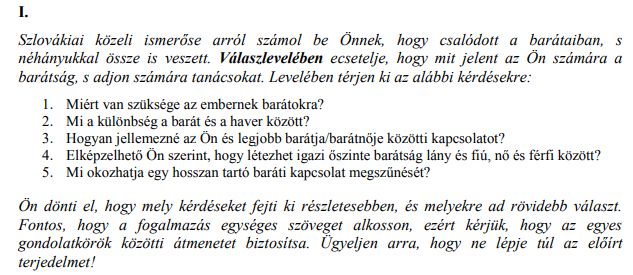 I.
Szlovákiai közeli ismerőse arról számol be Önnek, hogy csalódott a barátaiban, s
néhányukkal össze is veszett. Válaszlevelében ecsetelje, hogy mit jelent az Ön számára a
barátság, s adjon számára tanácsokat. Levelében térjen ki az alábbi kérdésekre:
1. Miért van szüksége az embernek barátokra?
2. Mi a különbség a barát és a haver között?
3. Hogyan jellemezné az Ön és legjobb barátja/barátnője közötti kapcsolatot?
4. Elképzelhető Ön szerint, hogy létezhet igazi őszinte barátság lány és fiú, nő és férfi között?
5. Mi okozhatja egy hosszan tartó baráti kapcsolat megszűnését?
Ön dönti el, hogy mely kérdéseket fejti ki részletesebben, és melyekre ad rövidebb választ.
Fontos, hogy a fogalmazás egységes szöveget alkosson, ezért kérjük, hogy az egyes
gondolatkörök közötti átmenetet biztosítsa. Ügyeljen arra, hogy ne lépje túl az előírt
terjedelmet!